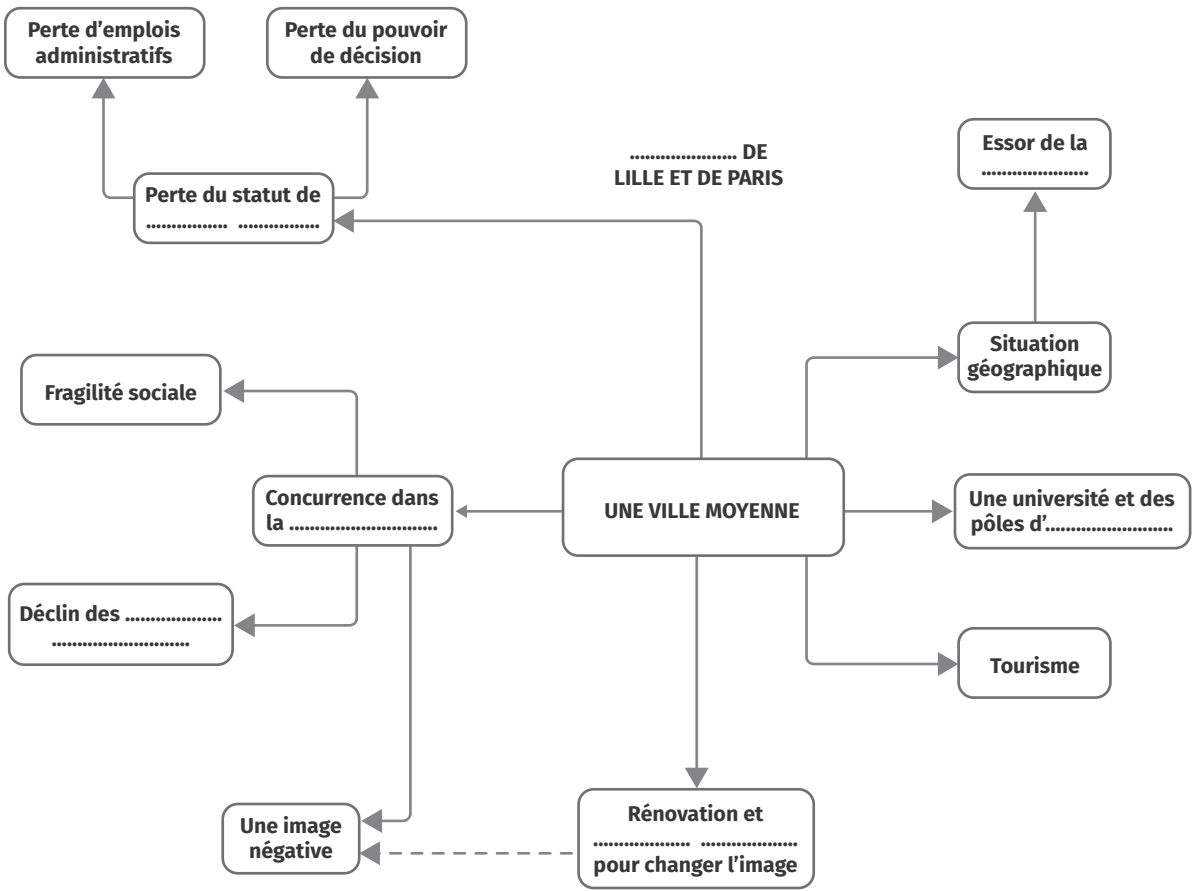 Perte d’emplois
administratifs
Perte du pouvoir
de décision
..................... DE
LILLE ET DE PARIS
Essor de la
.....................
Perte du statut de
................ ................
Situation
géographique
Fragilité sociale
Concurrence dans
la .............................
UNE VILLE MOYENNE
Une université et des
pôles d’.........................
Déclin des ...................
...........................
Tourisme
Rénovation et
................... ...................
pour changer l’image
Une image
négative